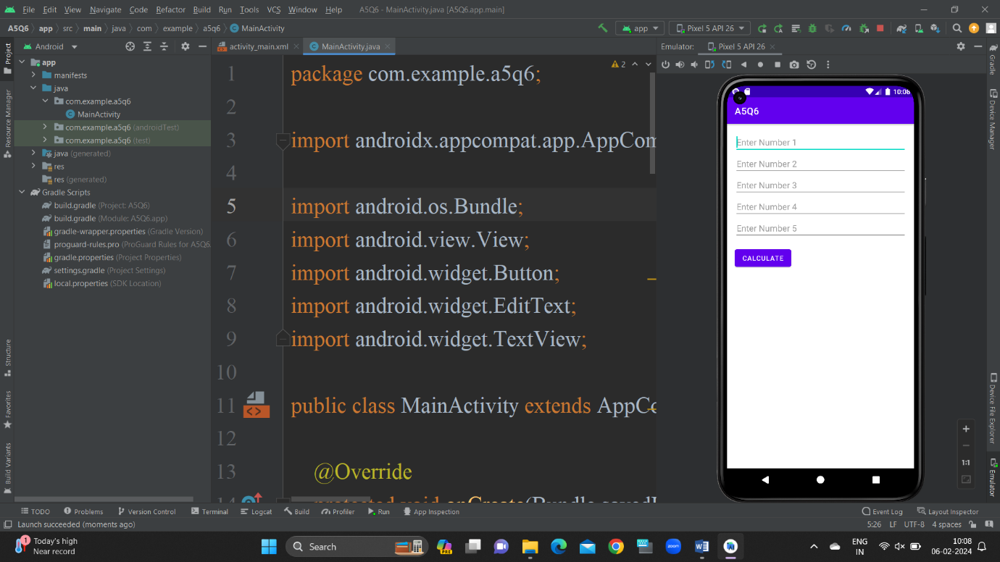 File Edit View Navigate Code Refactor Build Run Tools VCS Window Help A5Q6 - MainActivity.java [A5Q6.app.main]
A5Q6 app src main java com example a5q6 MainActivity
app Pixel 5 API 26
Android
activity_main.xml
MainActivity.java
Emulator: Pixel 5 API 26
Project
Resource Manager
Structure
Favorites
Build Variants
app
manifests
java
com.example.a5q6
MainActivity
com.example.a5q6 (androidTest)
com.example.a5q6 (test)
java (generated)
res
res (generated)
Gradle Scripts
build.gradle (Project: A5Q6)
build.gradle (Module: A5Q6.app)
gradle-wrapper.properties (Gradle Version)
proguard-rules.pro (ProGuard Rules for A5Q6
gradle.properties (Project Properties)
settings.gradle (Project Settings)
local.properties (SDK Location)
2
1 package com.example.a5q6;
2
3 import androidx.appcompat.app.AppCom
4
5 import android.os.Bundle;
6 import android.view.View;
7 import android.widget.Button;
8 import android.widget.EditText;
9 import android.widget.TextView;
10
11 public class MainActivity extends AppCo
12
13 @Override
14 protected void onCreate(Bundle savedI
10:08
A5Q6
Enter Number 1
Enter Number 2
Enter Number 3
Enter Number 4
Enter Number 5
CALCULATE
1:1
Gradle
Device Manager
Device File Explorer
Emulator
TODO Problems Version Control Terminal Logcat Build Profiler Run App Inspection Event Log Layout Inspector
Launch succeeded (moments ago) 5:26 LF UTF-8 4 spaces
1
Today's high
Near record
Search
PRE
zoom
ENG
IN
10:08
06-02-2024